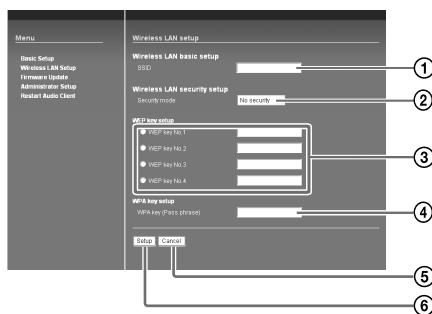 Menu
Basic Setup
Wireless LAN Setup
Firmware Update
Administrator Setup
Restart Audio Client
Wireless LAN setup
Wireless LAN basic setup
SSID
1
Wireless LAN security setup
Security mode
No security
2
WEP key setup
WEP key No.1
WEP key No.2
WEP key No.3
WEP key No.4
3
WPA key setup
WPA key (Pass phrase)
4
Setup
Cancel
5
6